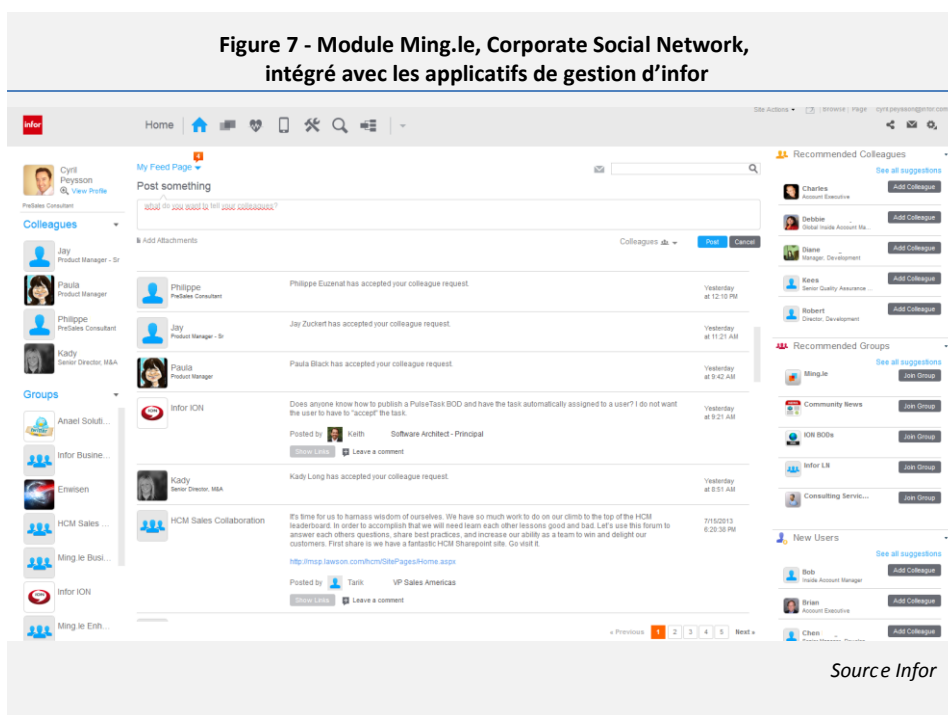 Figure 7 - Module Ming.le, Corporate Social Network,
intégré avec les applicatifs de gestion d'infor
Site Actions
Browse
Page
cyril.peysson@infor.com
infor
Home
Cyril
Peysson
View Profile
PreSales Consultant
Colleagues
Jay
Product Manager - Sr
Paula
Product Manager
Philippe
PreSales Consultant
Kady
Senior Director, M&A
Groups
Anael Soluti...
Infor Busine...
Enwisen
HCM Sales ...
Ming.le Busi...
Infor ION
Ming.le Enh...
4
My Feed Page
Post something
what do you want to tell your colleagues?
Add Attachments
Colleagues
Post
Cancel
Philippe
PreSales Consultant
Philippe Euzenat has accepted your colleague request.
Yesterday
at 12:10 PM
Jay
Product Manager - Sr
Jay Zuckert has accepted your colleague request.
Yesterday
at 11:21 AM
Paula
Product Manager
Paula Black has accepted your colleague request.
Yesterday
at 9:42 AM
Infor ION
Does anyone know how to publish a PulseTask BOD and have the task automatically assigned to a user? I do not want
the user to have to "accept" the task.
Yesterday
at 9:21 AM
Posted by Keith Software Architect - Principal
Show Links
Leave a comment
Kady
Senior Director, M&A
Kady Long has accepted your colleague request.
Yesterday
at 8:51 AM
HCM Sales Collaboration
It's time for us to harnass wisdom of ourselves. We have so much work to do on our climb to the top of the HCM
leaderboard. In order to accomplish that we will need learn each other lessons good and bad. Let's use this forum to
answer each others questions, share best practices, and increase our ability as a team to win and delight our
customers. First share is we have a fantastic HCM Sharepoint site. Go visit it.
7/15/2013
6:20:38 PM
http://msp.lawson.com/hcm/SitePages/Home.aspx
Posted by Tarik VP Sales Americas
Show Links
Leave a comment
« Previous 1 2 3 4 5 Next »
Recommended Colleagues
See all suggestions
Charles
Account Executive
Add Colleague
Debbie
Global Inside Account Ma...
Add Colleague
Diane
Manager, Development
Add Colleague
Kees
Senior Quality Assurance ...
Add Colleague
Robert
Director, Development
Add Colleague
Recommended Groups
See all suggestions
Ming.le
Join Group
Community News
Join Group
ION BODs
Join Group
Infor LN
Join Group
Consulting Servic...
Join Group
New Users
See all suggestions
Bob
Inside Account Manager
Add Colleague
Brian
Account Executive
Add Colleague
Chen
Add Colleague
Source Infor